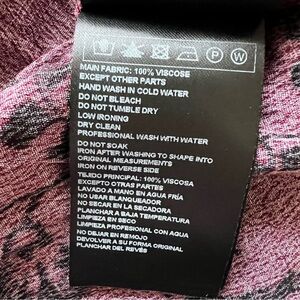 P W
MAIN FABRIC: 100% VISCOSE
EXCEPT OTHER PARTS
HAND WASH IN COLD WATER
DO NOT BLEACH
DO NOT TUMBLE DRY
LOW IRONING
DRY CLEAN
PROFESSIONAL WASH WITH WATER
DO NOT SOAK
IRON AFTER WASHING TO SHAPE INTO
ORIGINAL MEASUREMENTS
IRON ON REVERSE SIDE
TEJIDO PRINCIPAL: 100% VISCOSA
EXCEPTO OTRAS PARTES
LAVADO A MANO EN AGUA FRÍA
NO USAR BLANQUEADOR
NO SECAR EN LA SECADORA
PLANCHAR A BAJA TEMPERATURA
LIMPIEZA EN SECO
LIMPIEZA PROFESIONAL CON AGUA
NO DEJAR EN REMOJO
DEVOLVER A SU FORMA ORIGINAL
PLANCHAR DEL REVÉS